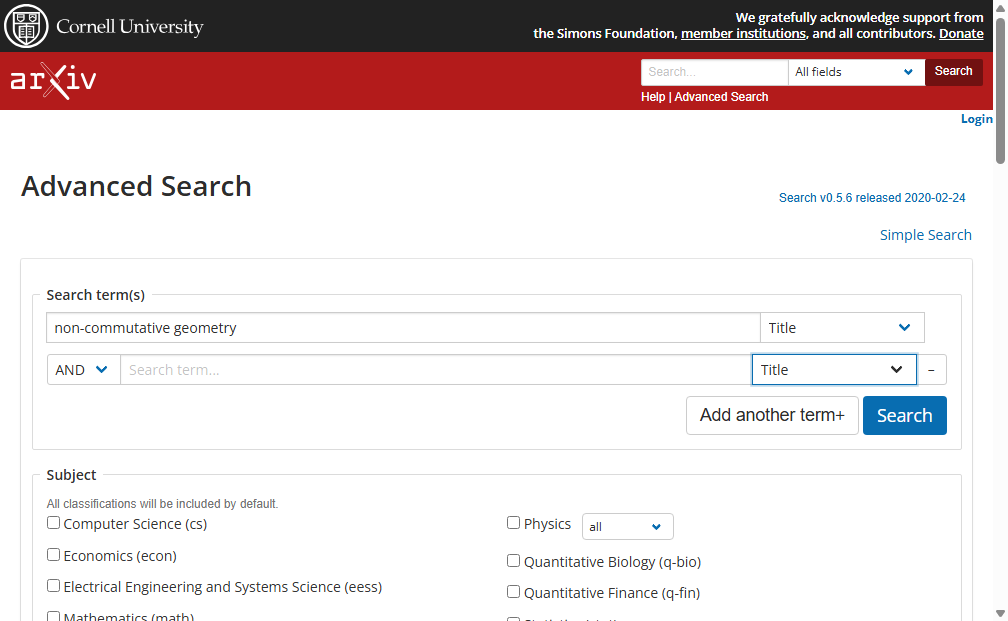 Cornell University
We gratefully acknowledge support from
the Simons Foundation, member institutions, and all contributors. Donate
arXiv
Search...
All fields
Search
Help | Advanced Search
Login
Advanced Search
Search v0.5.6 released 2020-02-24
Simple Search
Search term(s)
non-commutative geometry
Title
AND
Search term...
Title
-
Add another term+
Search
Subject
All classifications will be included by default.
Computer Science (cs)
Physics
all
Economics (econ)
Quantitative Biology (q-bio)
Electrical Engineering and Systems Science (eess)
Quantitative Finance (q-fin)
Mathematics (math)